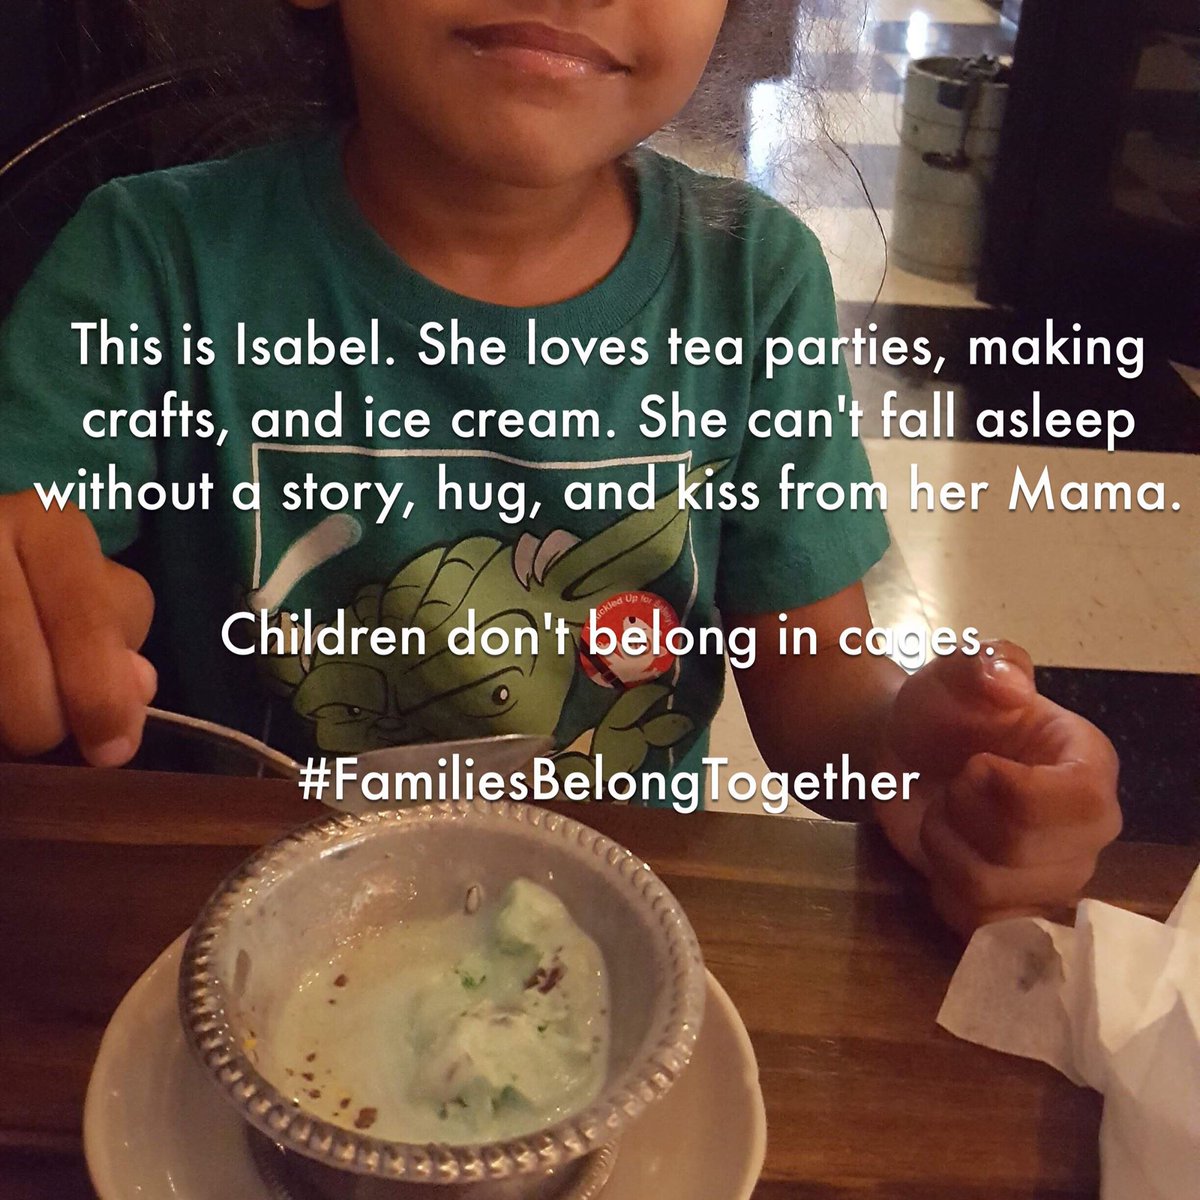 This is Isabel. She loves tea parties, making
crafts, and ice cream. She can't fall asleep
without a story, hug, and kiss from her Mama.
Children don't belong in cages.
#FamiliesBelongTogether